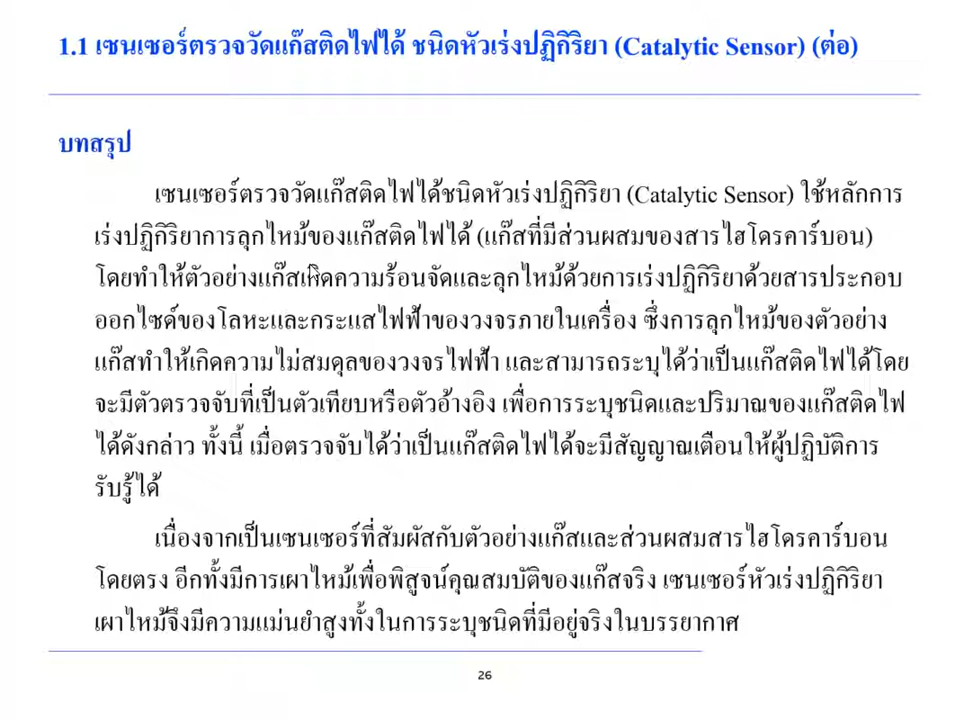 1.1 เซนเซอร์ตรวจวัดแก๊สติดไฟได้ ชนิดหัวเร่งปฏิกิริยา (Catalytic Sensor) (ต่อ)
บทสรุป
เซนเซอร์ตรวจวัดแก๊สติดไฟได้ชนิดหัวเร่งปฏิกิริยา (Catalytic Sensor) ใช้หลักการ
เร่งปฏิกิริยาการลุกไหม้ของแก๊สติดไฟได้ (แก๊สที่มีส่วนผสมของสารไฮโดรคาร์บอน)
โดยทำให้ตัวอย่างแก๊สเกิดความร้อนจัดและลุกไหม้ด้วยการเร่งปฏิกิริยาด้วยสารประกอบ
ออกไซด์ของโลหะและกระแสไฟฟ้าของวงจรภายในเครื่อง ซึ่งการลุกไหม้ของตัวอย่าง
แก๊สทำให้เกิดความไม่สมดุลของวงจรไฟฟ้า และสามารถระบุได้ว่าเป็นแก๊สติดไฟได้โดย
จะมีตัวตรวจจับที่เป็นตัวเทียบหรือตัวอ้างอิง เพื่อการระบุชนิดและปริมาณของแก๊สติดไฟ
ได้ดังกล่าว ทั้งนี้ เมื่อตรวจจับได้ว่าเป็นแก๊สติดไฟได้จะมีสัญญาณเตือนให้ผู้ปฏิบัติการ
รับรู้ได้
เนื่องจากเป็นเซนเซอร์ที่สัมผัสกับตัวอย่างแก๊สและส่วนผสมสารไฮโดรคาร์บอน
โดยตรง อีกทั้งมีการเผาไหม้เพื่อพิสูจน์คุณสมบัติของแก๊สจริง เซนเซอร์หัวเร่งปฏิกิริยา
เผาไหม้จึงมีความแม่นยำสูงทั้งในการระบุชนิดที่มีอยู่จริงในบรรยากาศ
26